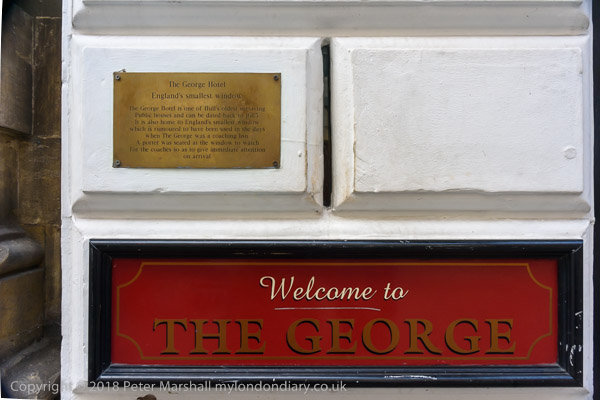 The George Hotel
England's smallest window
The George Hotel is one of Hull's oldest surviving
Public houses and can be dated back to
It is also home to England's smallest window
which is rumoured to have been used in the days
when The George was a coaching inn
A porter was seated at the window to watch
For the coaches so as to give immediate attention
on arrival
Welcome to
THE GEORGE
Copyright © 2018 Peter Marshall mylondondiary.co.uk